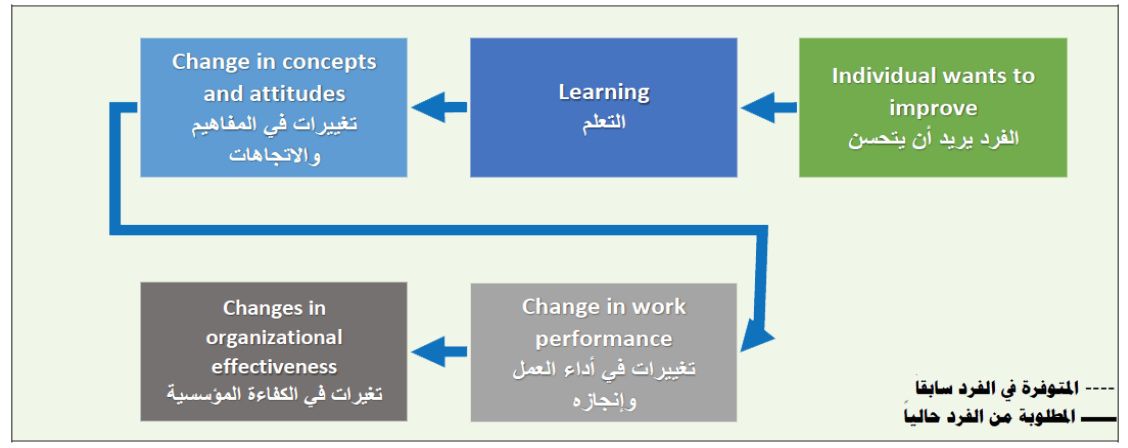 Individual wants to
improve
الفرد يريد أن يتحسن
Learning
التعلم
Change in concepts
and attitudes
تغييرات في المفاهيم
والاتجاهات
Change in work
performance
تغييرات في أداء العمل
وإنجازه
Changes in
organizational
effectiveness
تغيرات في الكفاءة المؤسسية
---- المتوفرة في الفرد سابقاً
المطلوبة من الفرد حالياً